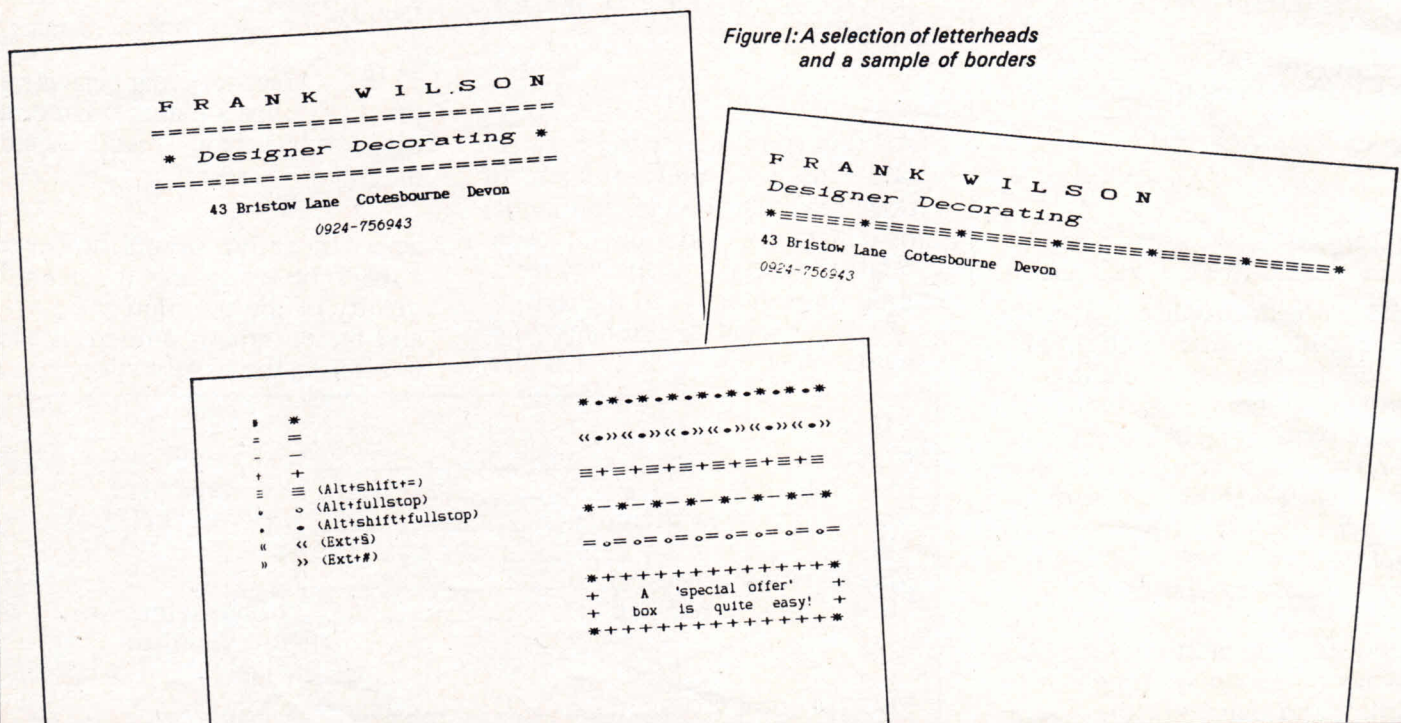 Figure I: A selection of letterheads
and a sample of borders
F R A N K W I L . S O N
=======================
* Designer Decorating *
=======================
43 Bristow Lane Cotesbourne Devon
0924-756943
F R A N K W I L S O N
Designer Decorating
*≡≡≡≡≡*≡≡≡≡≡*≡≡≡≡≡*≡≡≡≡≡*≡≡≡≡≡*≡≡≡≡≡*
43 Bristow Lane Cotesbourne Devon
0924-756943
* *
= =
- -
+ +
≡ ≡ (Alt+shift+=)
o o (Alt+fullstop)
• • (Alt+shift+fullstop)
« « (Ext+§)
» » (Ext+#)
*•*•*•*•*•*•*•*
«•»«•»«•»«•»«•»«•»
≡+≡+≡+≡+≡+≡+≡+≡
*-*-*-*-*-*-*-*
=o=o=o=o=o=o=o=
*+++++++++++++*
+ A 'special offer' +
+ box is quite easy! +
*+++++++++++++*